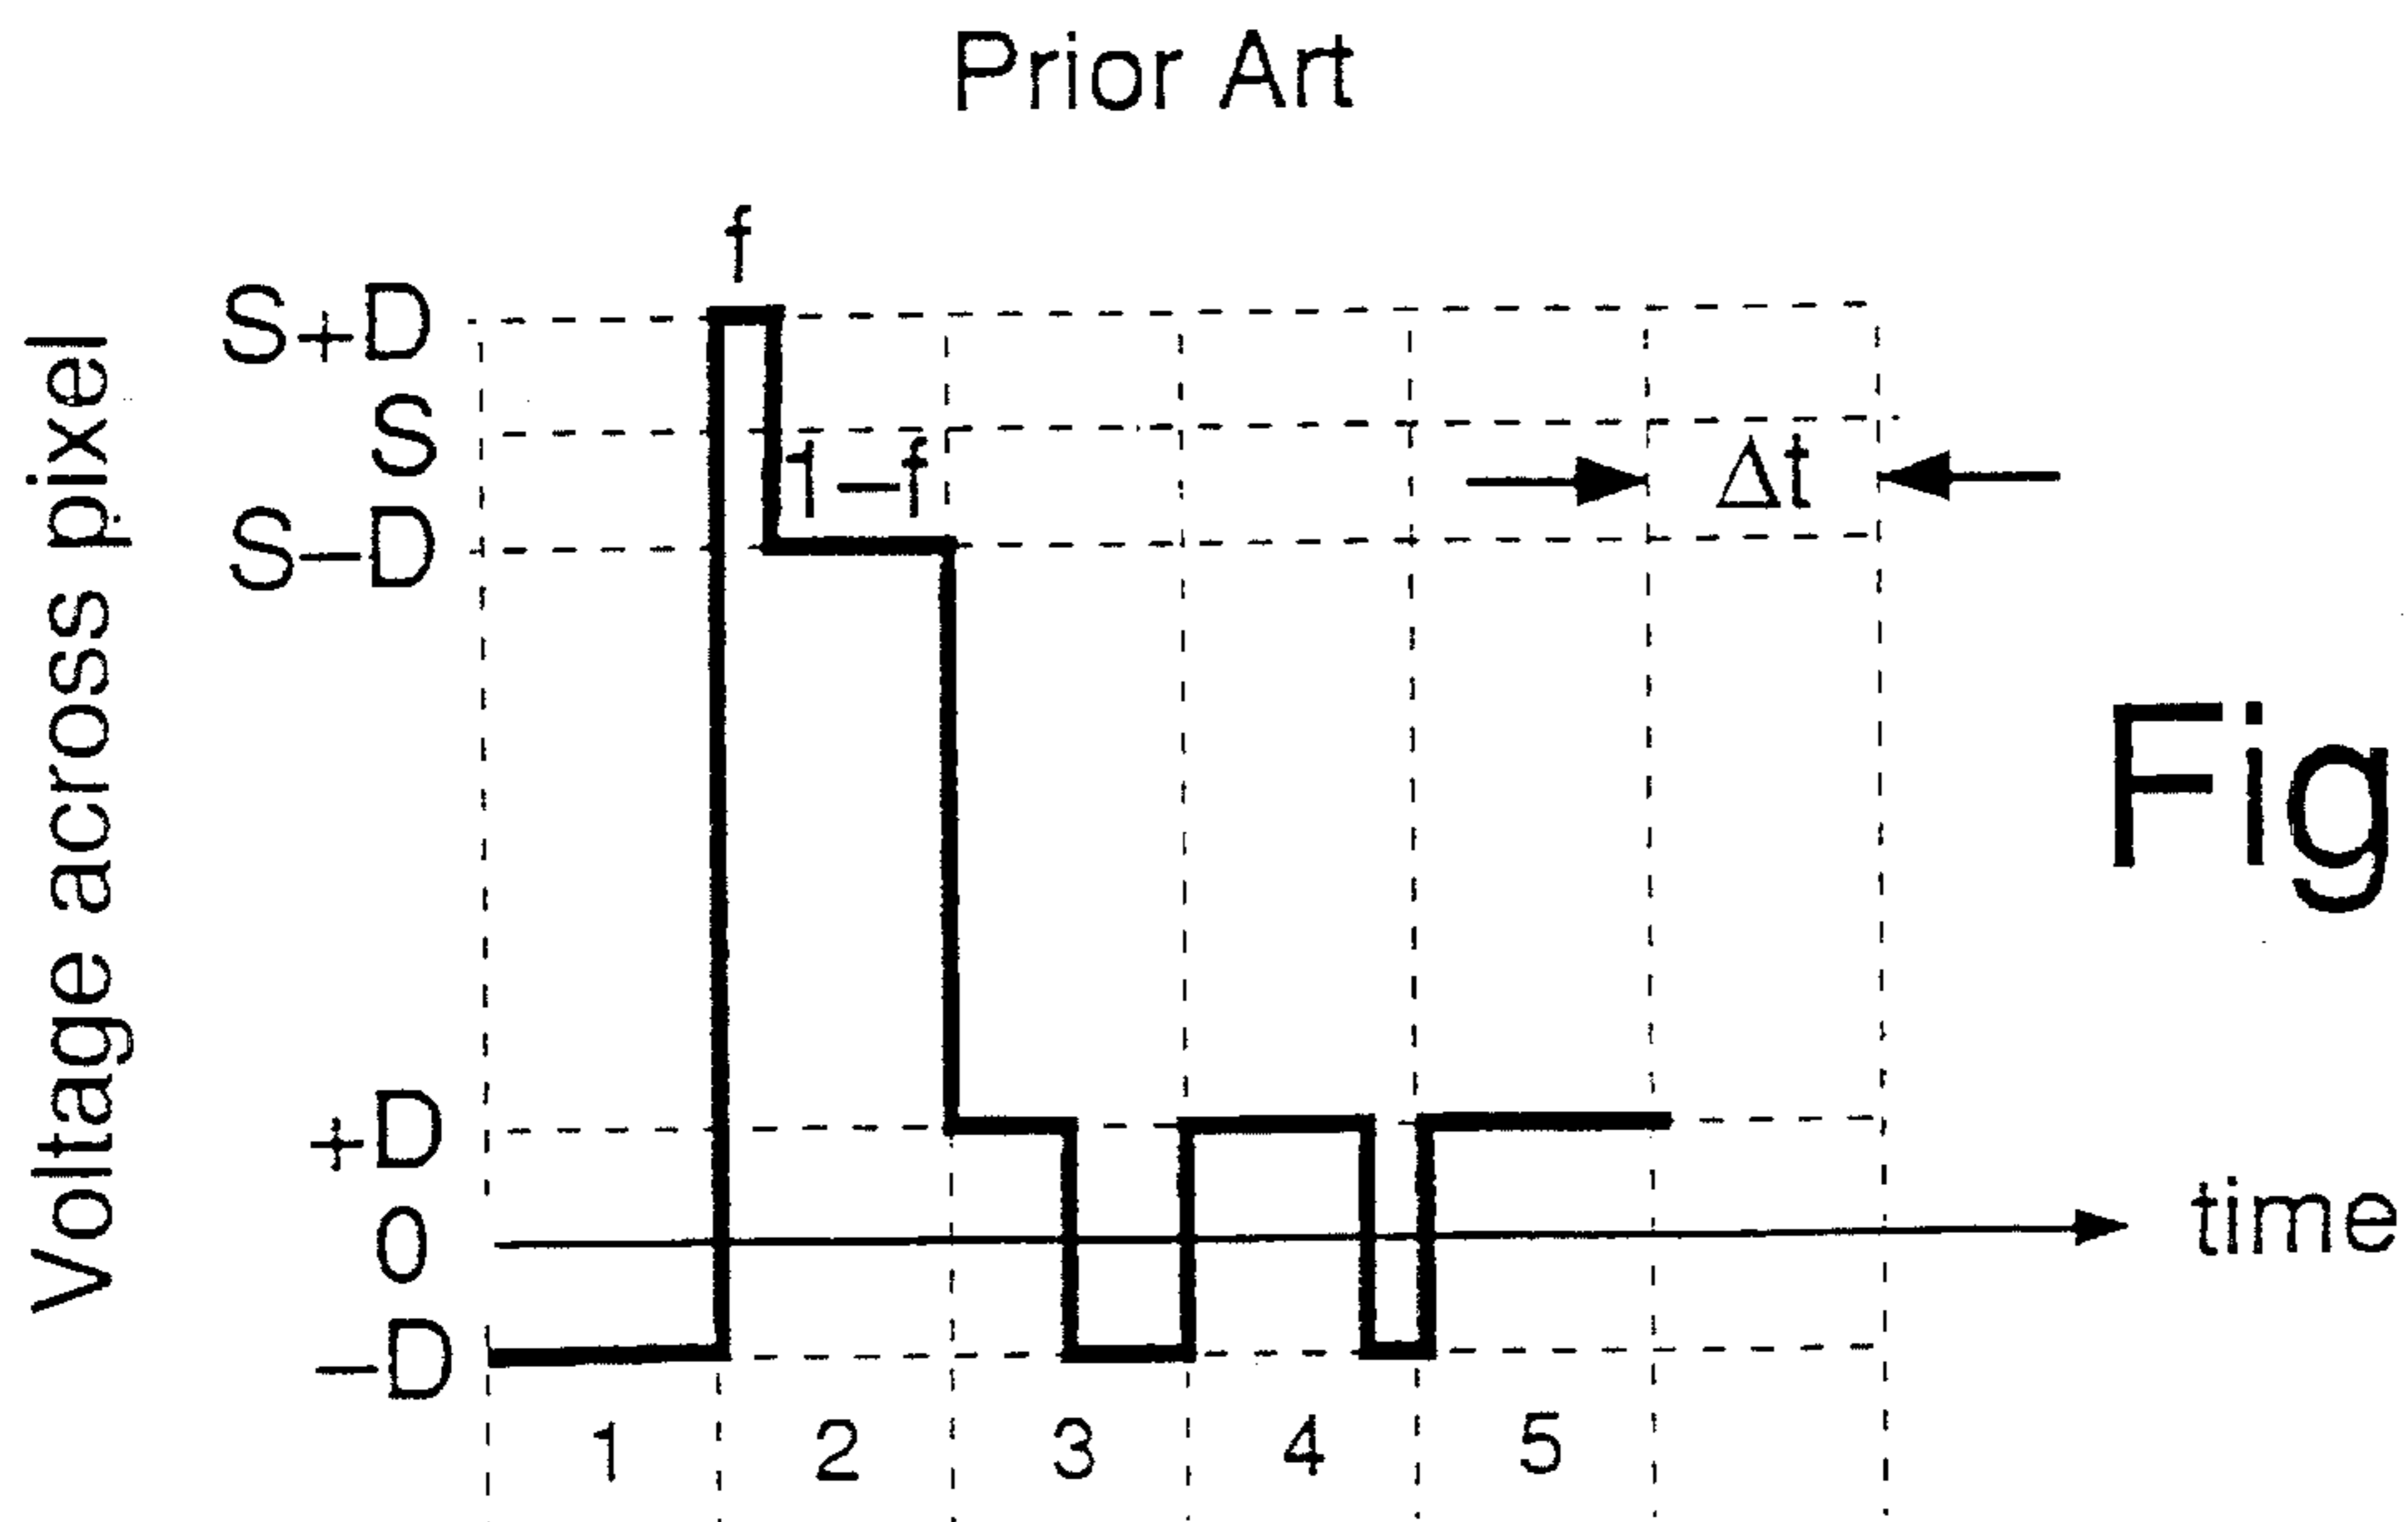 Prior Art
f
S+D
S
1–f
Δt
S–D
Voltage across pixel
Fig
+D
0
time
–D
1 2 3 4 5